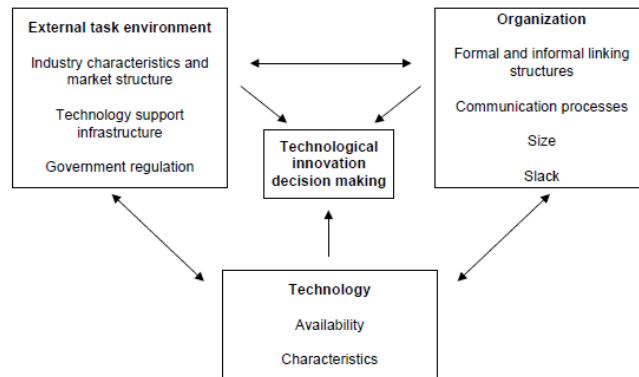 External task environment
Industry characteristics and
market structure
Technology support
infrastructure
Government regulation
Organization
Formal and informal linking
structures
Communication processes
Size
Slack
Technological
innovation
decision making
Technology
Availability
Characteristics